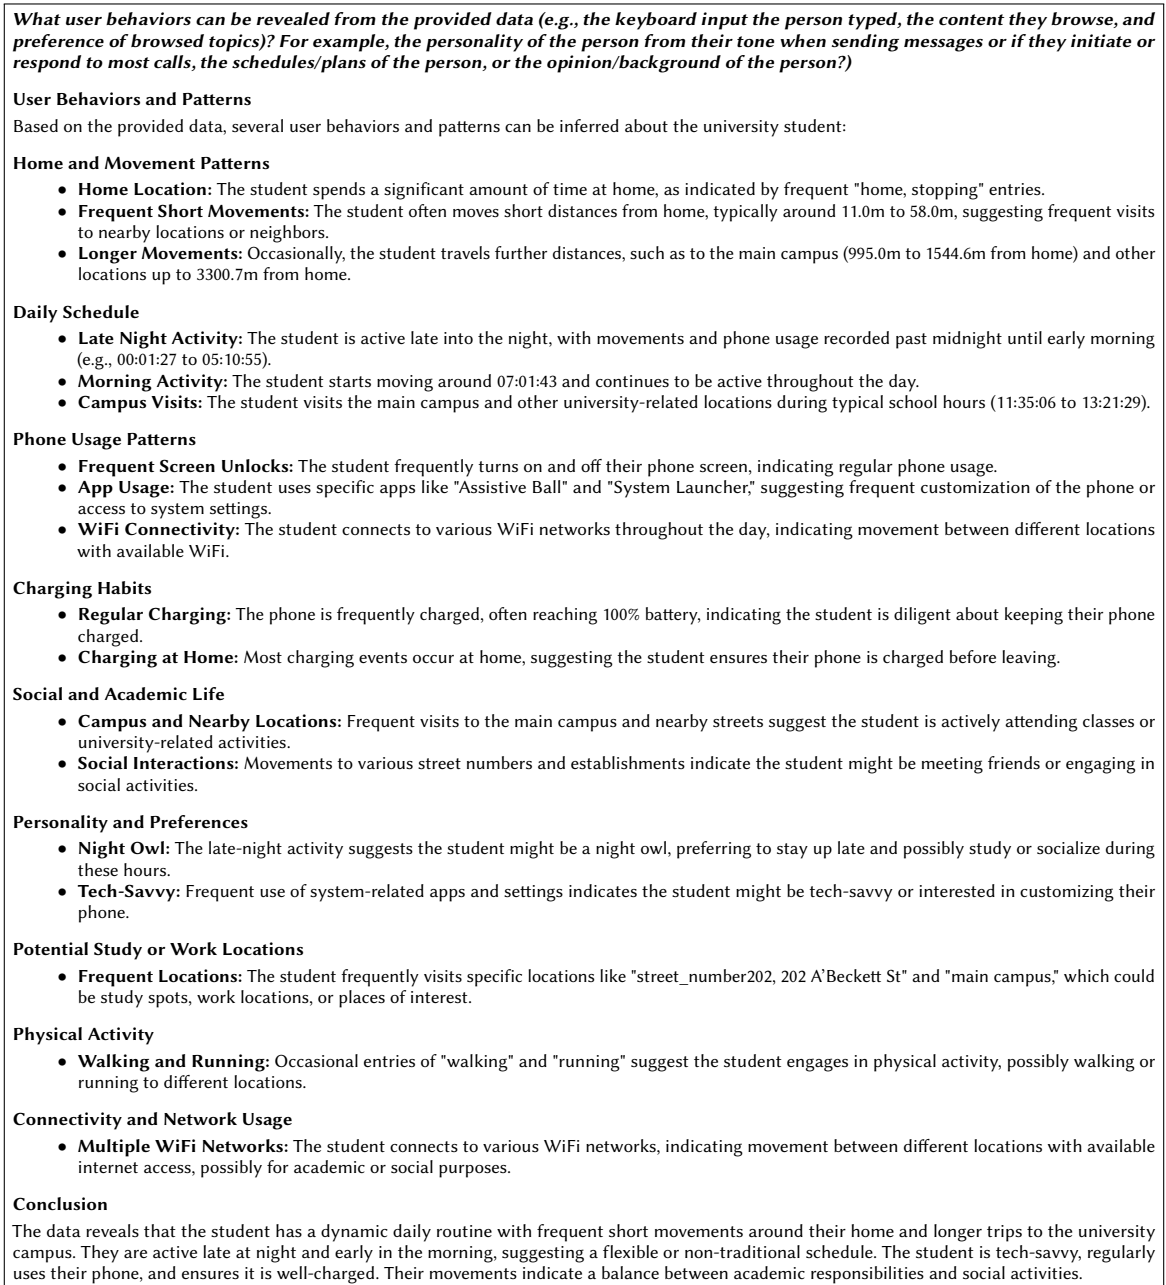 What user behaviors can be revealed from the provided data (e.g., the keyboard input the person typed, the content they browse, and
preference of browsed topics)? For example, the personality of the person from their tone when sending messages or if they initiate or
respond to most calls, the schedules/plans of the person, or the opinion/background of the person?)
User Behaviors and Patterns
Based on the provided data, several user behaviors and patterns can be inferred about the university student:
Home and Movement Patterns
• Home Location: The student spends a significant amount of time at home, as indicated by frequent "home, stopping" entries.
• Frequent Short Movements: The student often moves short distances from home, typically around 11.0m to 58.0m, suggesting frequent visits
to nearby locations or neighbors.
• Longer Movements: Occasionally, the student travels further distances, such as to the main campus (995.0m to 1544.6m from home) and other
locations up to 3300.7m from home.
Daily Schedule
• Late Night Activity: The student is active late into the night, with movements and phone usage recorded past midnight until early morning
(e.g., 00:01:27 to 05:10:55).
• Morning Activity: The student starts moving around 07:01:43 and continues to be active throughout the day.
• Campus Visits: The student visits the main campus and other university-related locations during typical school hours (11:35:06 to 13:21:29).
Phone Usage Patterns
• Frequent Screen Unlocks: The student frequently turns on and off their phone screen, indicating regular phone usage.
• App Usage: The student uses specific apps like "Assistive Ball" and "System Launcher," suggesting frequent customization of the phone or
access to system settings.
• WiFi Connectivity: The student connects to various WiFi networks throughout the day, indicating movement between different locations
with available WiFi.
Charging Habits
• Regular Charging: The phone is frequently charged, often reaching 100% battery, indicating the student is diligent about keeping their phone
charged.
• Charging at Home: Most charging events occur at home, suggesting the student ensures their phone is charged before leaving.
Social and Academic Life
• Campus and Nearby Locations: Frequent visits to the main campus and nearby streets suggest the student is actively attending classes or
university-related activities.
• Social Interactions: Movements to various street numbers and establishments indicate the student might be meeting friends or engaging in
social activities.
Personality and Preferences
• Night Owl: The late-night activity suggests the student might be a night owl, preferring to stay up late and possibly study or socialize during
these hours.
• Tech-Savvy: Frequent use of system-related apps and settings indicates the student might be tech-savvy or interested in customizing their
phone.
Potential Study or Work Locations
• Frequent Locations: The student frequently visits specific locations like "street_number202, 202 A'Beckett St" and "main campus," which could
be study spots, work locations, or places of interest.
Physical Activity
• Walking and Running: Occasional entries of "walking" and "running" suggest the student engages in physical activity, possibly walking or
running to different locations.
Connectivity and Network Usage
• Multiple WiFi Networks: The student connects to various WiFi networks, indicating movement between different locations with available
internet access, possibly for academic or social purposes.
Conclusion
The data reveals that the student has a dynamic daily routine with frequent short movements around their home and longer trips to the university
campus. They are active late at night and early in the morning, suggesting a flexible or non-traditional schedule. The student is tech-savvy, regularly
uses their phone, and ensures it is well-charged. Their movements indicate a balance between academic responsibilities and social activities.